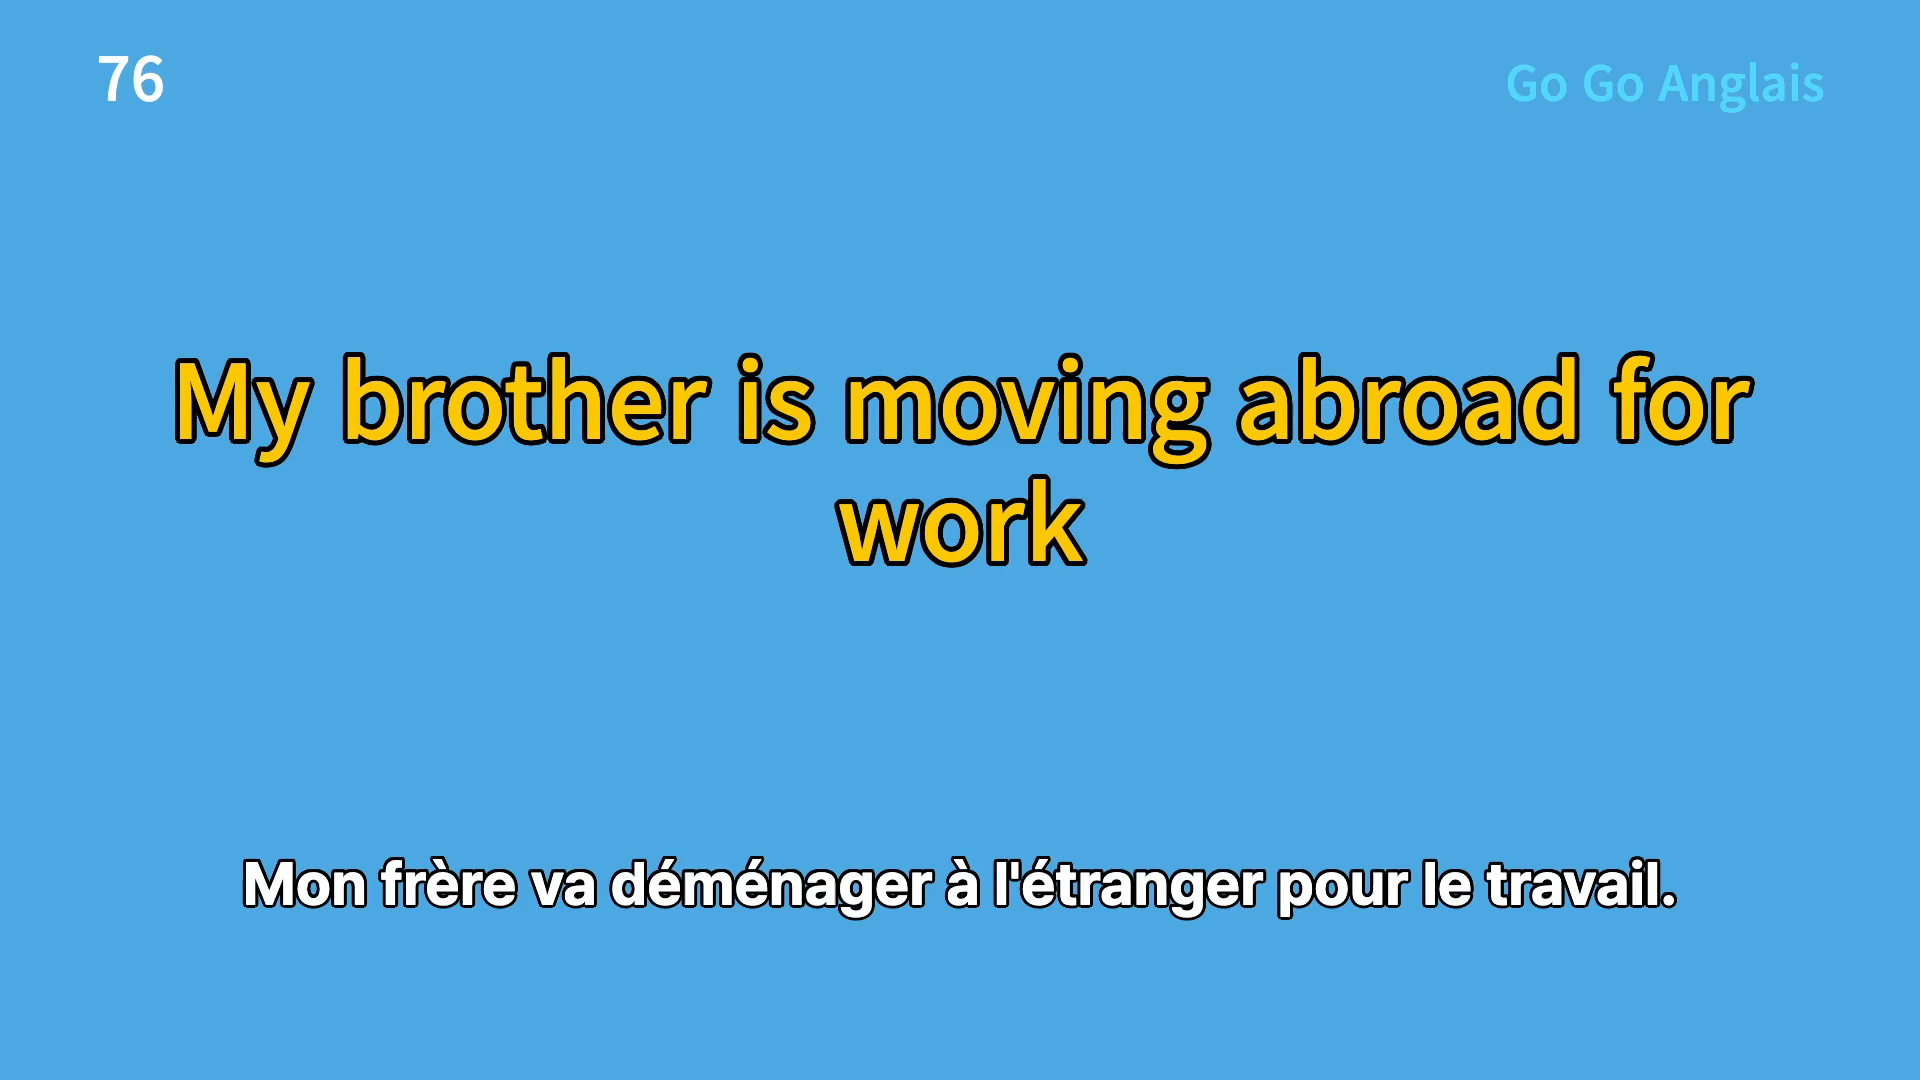 76
Go Go Anglais
My brother is moving abroad for
work
Mon frère va déménager à l'étranger pour le travail.